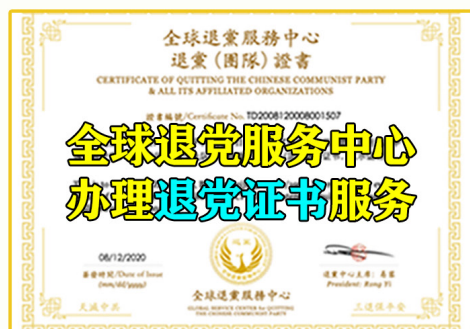 全球退黨服務中心
退黨（團隊）證書
CERTIFICATE OF QUITTING THE CHINESE COMMUNIST PARTY
& ALL ITS AFFILIATED ORGANIZATIONS
證書編號/Certificate No. TD2008120008001507
全球退党服务中心
办理退党证书服务
08/12/2020
簽發時間/Date of Issue
(mm/dd/yyyy)
退黨中心主席：易蓉
President: Rong Yi
全球退黨服務中心
GLOBAL SERVICE CENTER for QUITTING
THE CHINESE COMMUNIST PARTY
天滅中共
三退保平安